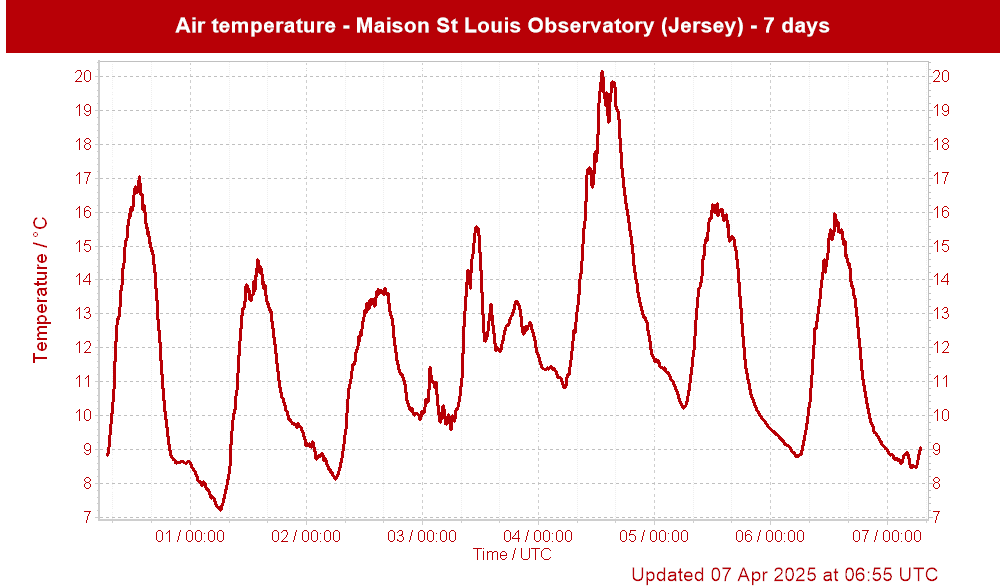 Air temperature - Maison St Louis Observatory (Jersey) - 7 days
Temperature / °C
20 20
19 19
18 18
17 17
16 16
15 15
14 14
13 13
12 12
11 11
10 10
9 9
8 8
7 7
01 / 00:00 02 / 00:00 03 / 00:00 04 / 00:00 05 / 00:00 06 / 00:00 07 / 00:00
Time / UTC
Updated 07 Apr 2025 at 06:55 UTC